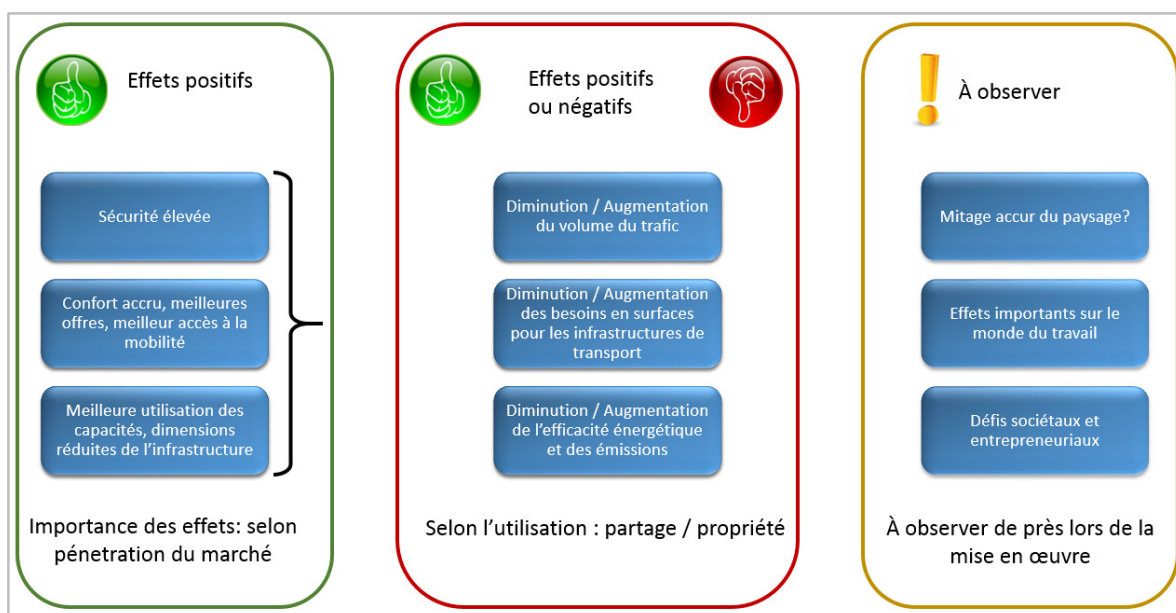 Effets positifs
Sécurité élevée
Confort accru, meilleures
offres, meilleur accès à la
mobilité
Meilleure utilisation des
capacités, dimensions
réduites de l'infrastructure
Importance des effets: selon
pénetration du marché
Effets positifs
ou négatifs
Diminution / Augmentation
du volume du trafic
Diminution / Augmentation
des besoins en surfaces
pour les infrastructures de
transport
Diminution / Augmentation
de l'efficacité énergétique
et des émissions
Selon l'utilisation : partage / propriété
À observer
Mitage accur du paysage?
Effets importants sur le
monde du travail
Défis sociétaux et
entrepreneuriaux
À observer de près lors de la
mise en œuvre